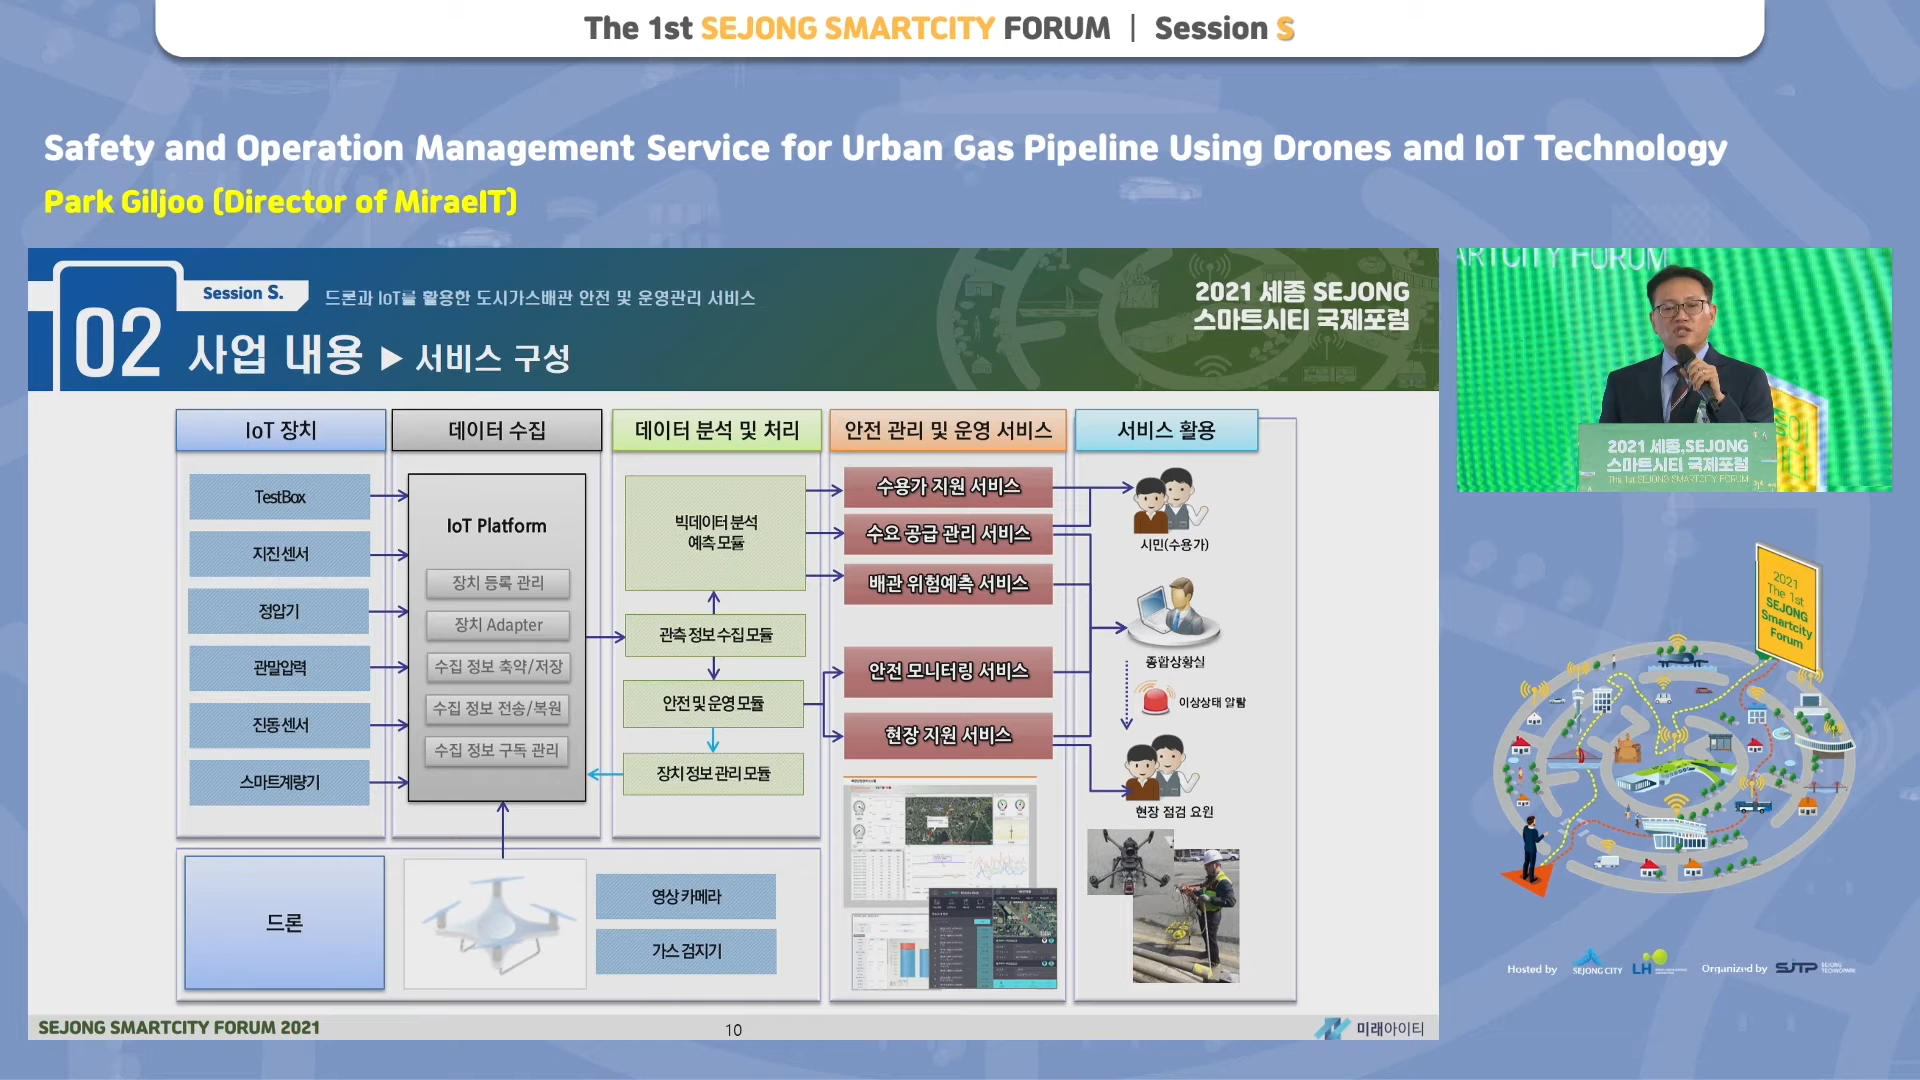 The 1st SEJONG SMARTCITY FORUM | Session S
Safety and Operation Management Service for Urban Gas Pipeline Using Drones and IoT Technology
Park Giljoo (Director of MiraeIT)
02
Session S.
드론과 IoT를 활용한 도시가스배관 안전 및 운영관리 서비스
사업 내용 ▶ 서비스 구성
2021 세종 SEJONG
스마트시티 국제포럼
IoT 장치
데이터 수집
데이터 분석 및 처리
안전 관리 및 운영 서비스
서비스 활용
TestBox
지진 센서
정압기
관말압력
진동 센서
스마트계량기
IoT Platform
장치 등록 관리
장치 Adapter
수집 정보 축약/저장
수집 정보 전송/복원
수집 정보 구독 관리
빅데이터 분석
예측 모듈
관측 정보 수집 모듈
안전 및 운영 모듈
장치 정보 관리 모듈
수용가 지원 서비스
수요 공급 관리 서비스
배관 위험예측 서비스
안전 모니터링 서비스
현장 지원 서비스
시민(수용가)
종합상황실
이상상태 알람
현장 점검 요원
드론
영상 카메라
가스 검지기
SEJONG SMARTCITY FORUM 2021
10
미래아이티
ARTCITY FORUM
2021 세종 SEJONG
스마트시티 국제포럼
The 1st SEJONG SMARTCITY FORUM
2021
The 1st
SEJONG
Smartcity
Forum
Hosted by
SEJONG CITY
LH
Organized by
SJTP
SEJONG
TECHNOPARK